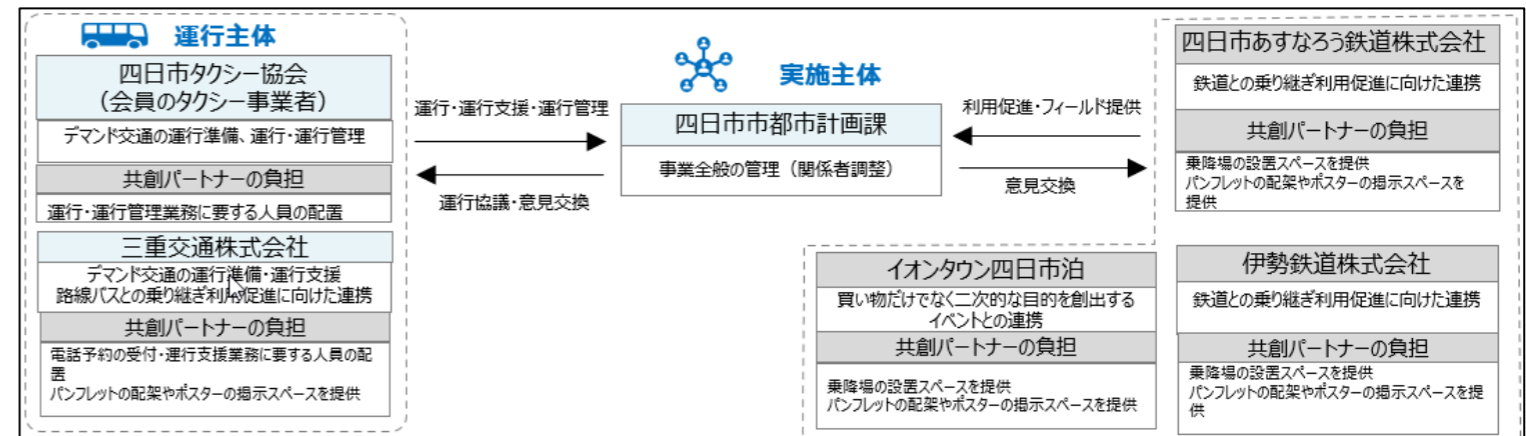 運行主体
四日市タクシー協会
（会員のタクシー事業者）
デマンド交通の運行準備、運行・運行管理
共創パートナーの負担
運行・運行管理業務に要する人員の配置
三重交通株式会社
デマンド交通の運行準備・運行支援
路線バスとの乗り継ぎ利用促進に向けた連携
共創パートナーの負担
電話予約の受付・運行支援業務に要する人員の配
置
パンフレットの配架やポスターの掲示スペースを提供
運行・運行支援・運行管理
運行協議・意見交換
実施主体
四日市市都市計画課
事業全般の管理（関係者調整）
利用促進・フィールド提供
意見交換
四日市あすなろう鉄道株式会社
鉄道との乗り継ぎ利用促進に向けた連携
共創パートナーの負担
乗降場の設置スペースを提供
パンフレットの配架やポスターの掲示スペースを
提供
イオンタウン四日市泊
買い物だけでなく二次的な目的を創出する
イベントとの連携
共創パートナーの負担
乗降場の設置スペースを提供
パンフレットの配架やポスターの掲示スペースを提供
伊勢鉄道株式会社
鉄道との乗り継ぎ利用促進に向けた連携
共創パートナーの負担
乗降場の設置スペースを提供
パンフレットの配架やポスターの掲示スペースを提
供